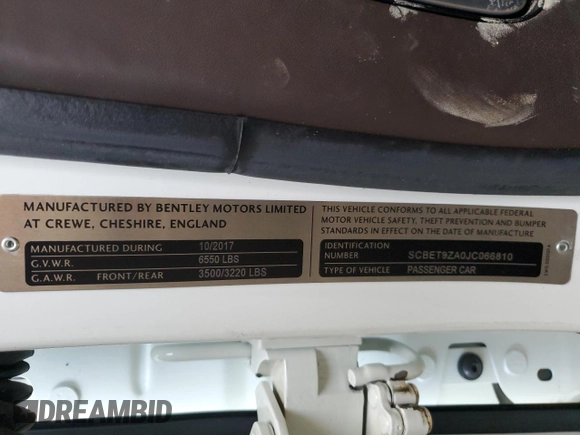 MANUFACTURED BY BENTLEY MOTORS LIMITED
AT CREWE, CHESHIRE, ENGLAND
MANUFACTURED DURING 10/2017
G.V.W.R. 6550 LBS
G.A.W.R. FRONT/REAR 3500/3220 LBS
THIS VEHICLE CONFORMS TO ALL APPLICABLE FEDERAL
MOTOR VEHICLE SAFETY, THEFT PREVENTION AND BUMPER
STANDARDS IN EFFECT ON THE DATE OF MANUFACTURE
IDENTIFICATION
NUMBER SCBET9ZA0JC066810
TYPE OF VEHICLE PASSENGER CAR
DREAMBID